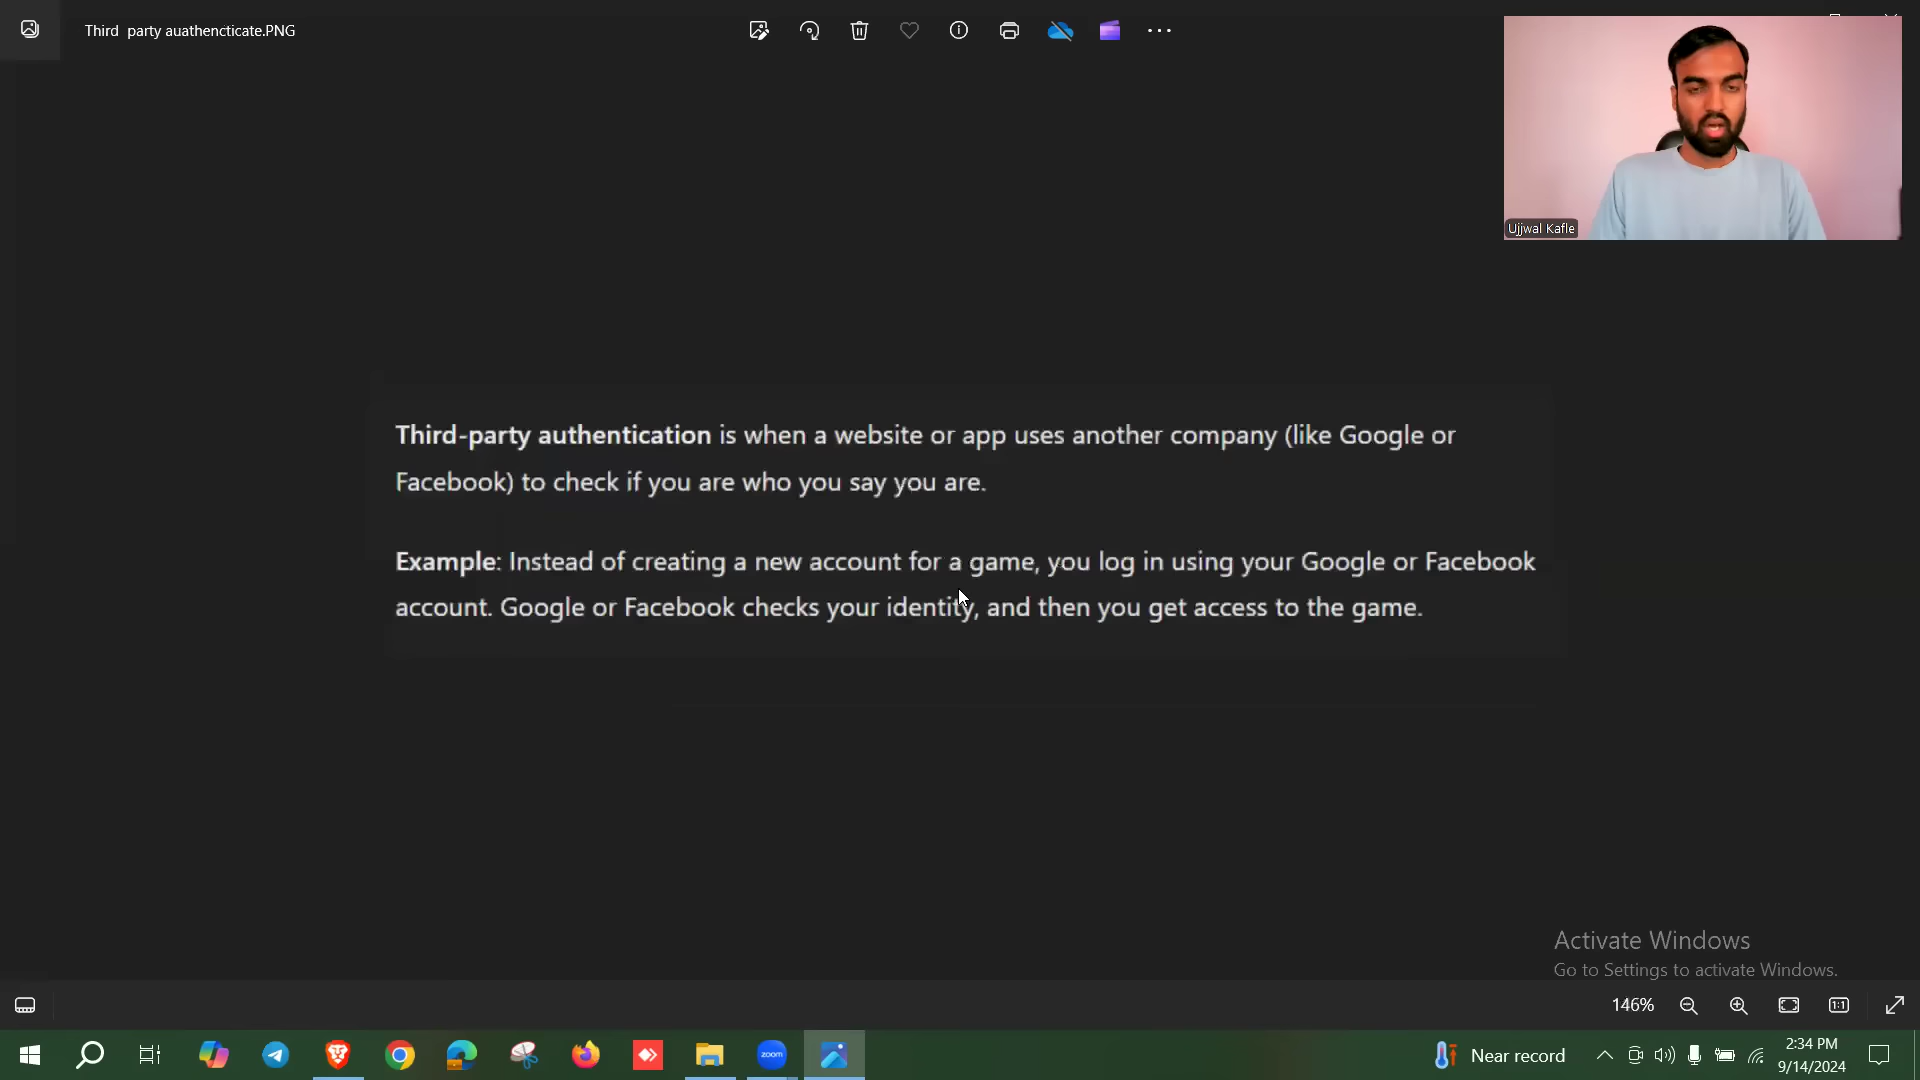 Third  party auathencticate.PNG
Ujjwal Kafle
Third-party authentication is when a website or app uses another company (like Google or
Facebook) to check if you are who you say you are.
Example: Instead of creating a new account for a game, you log in using your Google or Facebook
account. Google or Facebook checks your identity, and then you get access to the game.
Activate Windows
Go to Settings to activate Windows.
146%
1:1
zoom
Near record
2:34 PM
9/14/2024